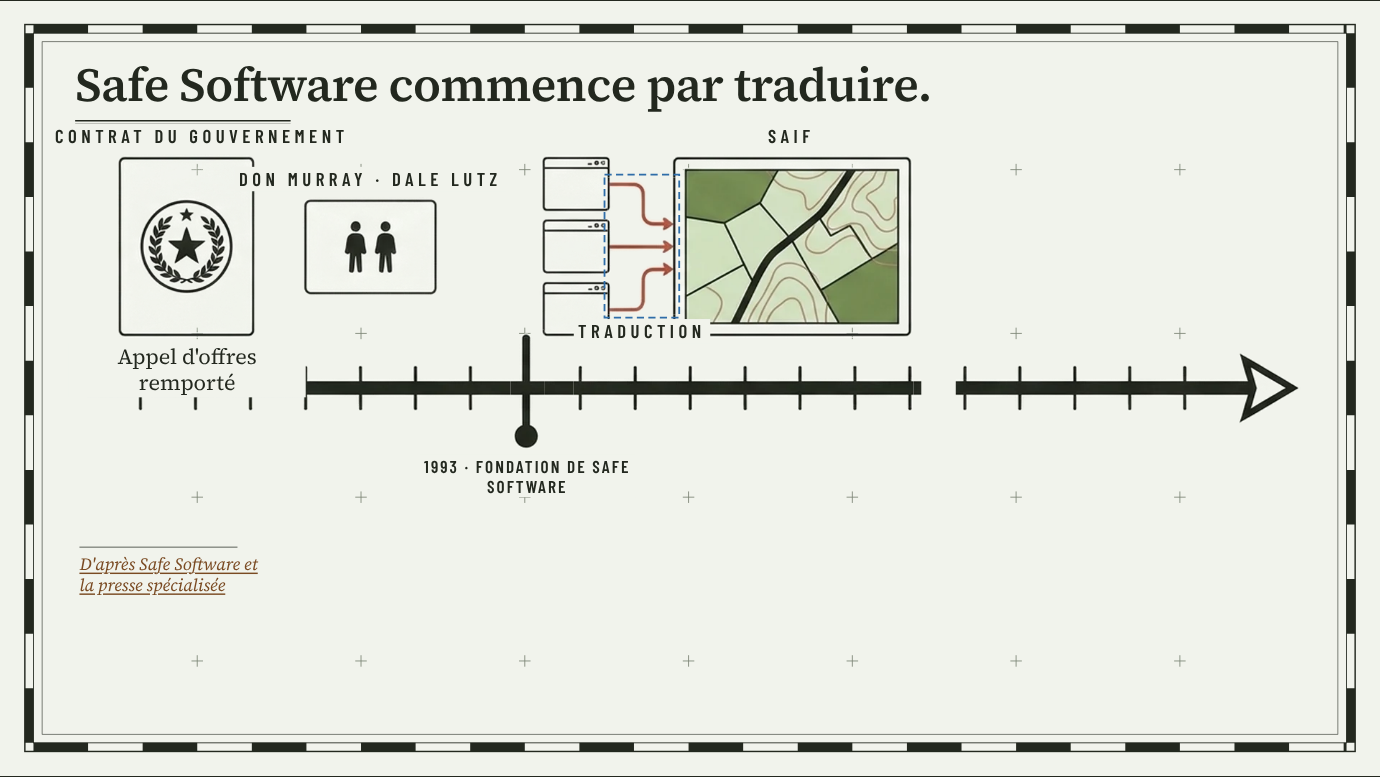 Safe Software commence par traduire.
CONTRAT DU GOUVERNEMENT
SAIF
DON MURRAY · DALE LUTZ
TRADUCTION
Appel d'offres
remporté
1993 · FONDATION DE SAFE
SOFTWARE
D'après Safe Software et
la presse spécialisée